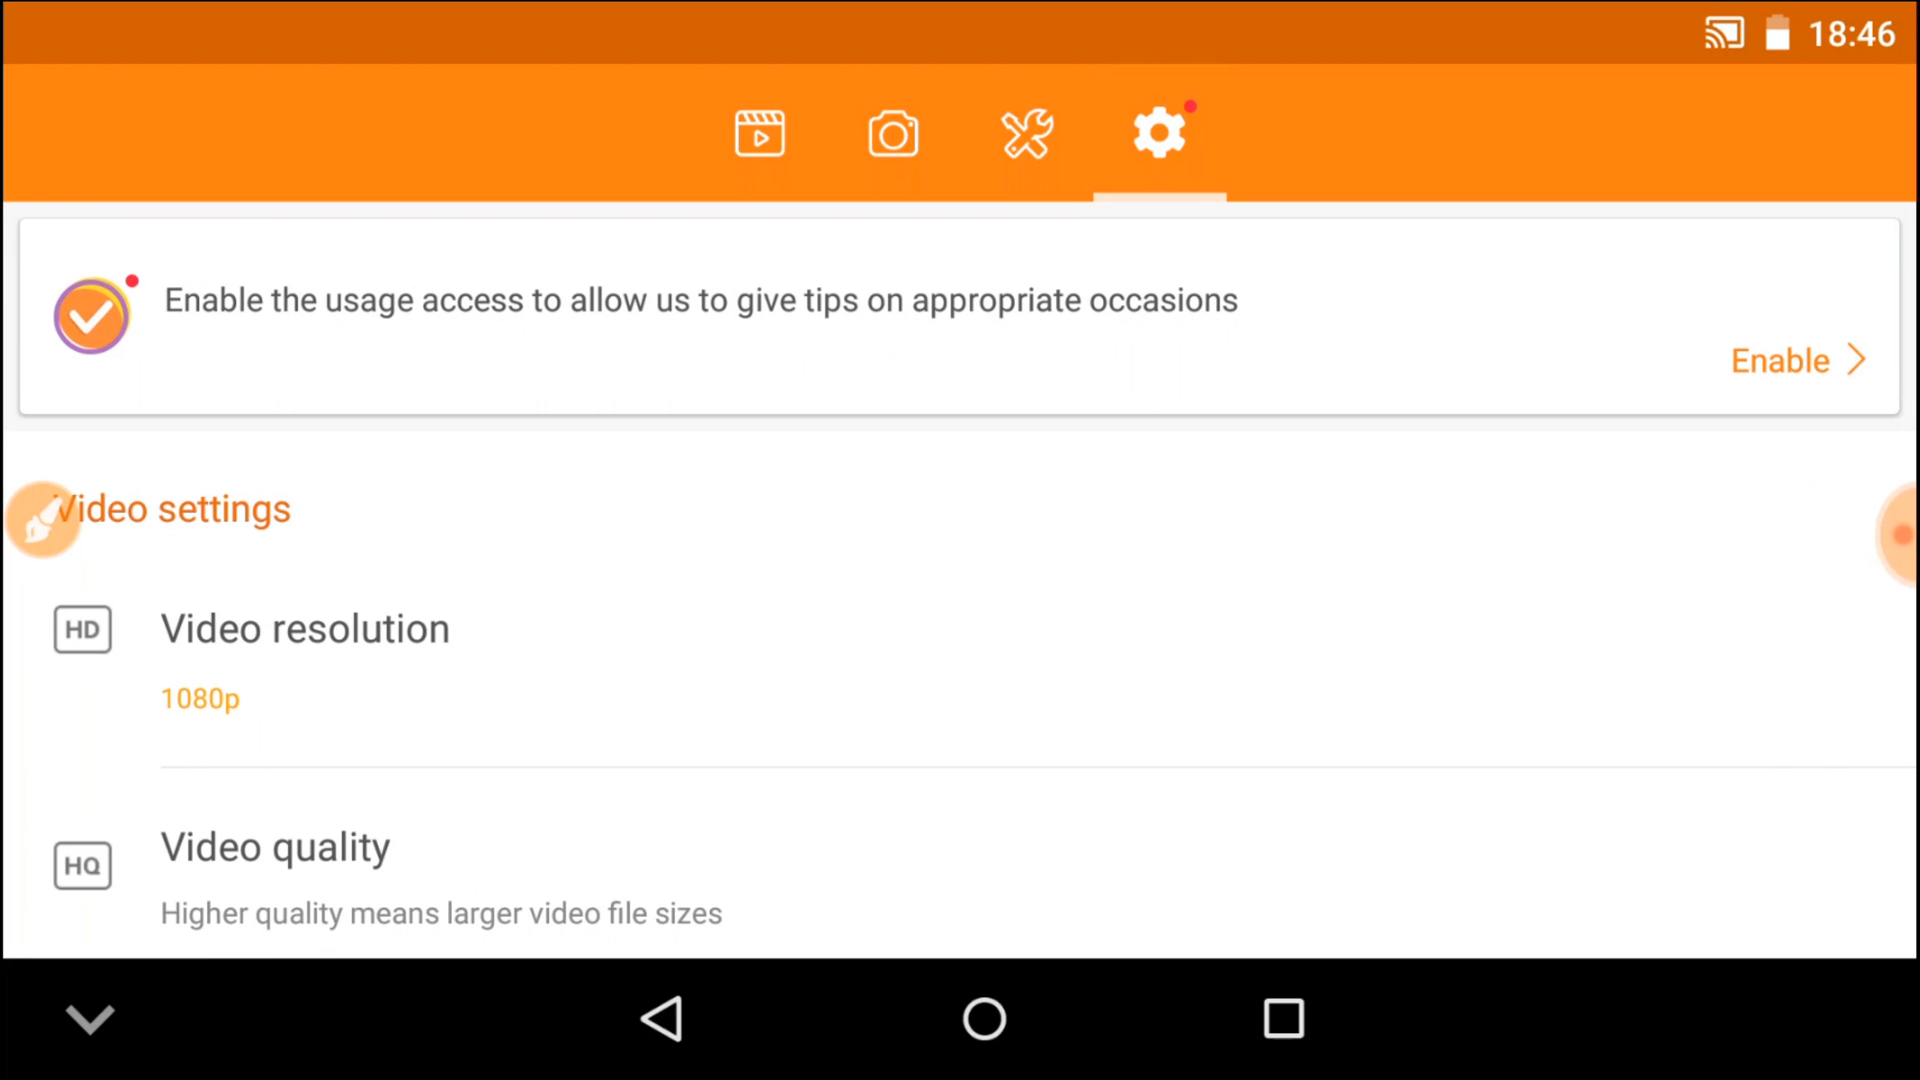 18:46
Enable the usage access to allow us to give tips on appropriate occasions
Enable
Video settings
HD
Video resolution
1080p
HQ
Video quality
Higher quality means larger video file sizes